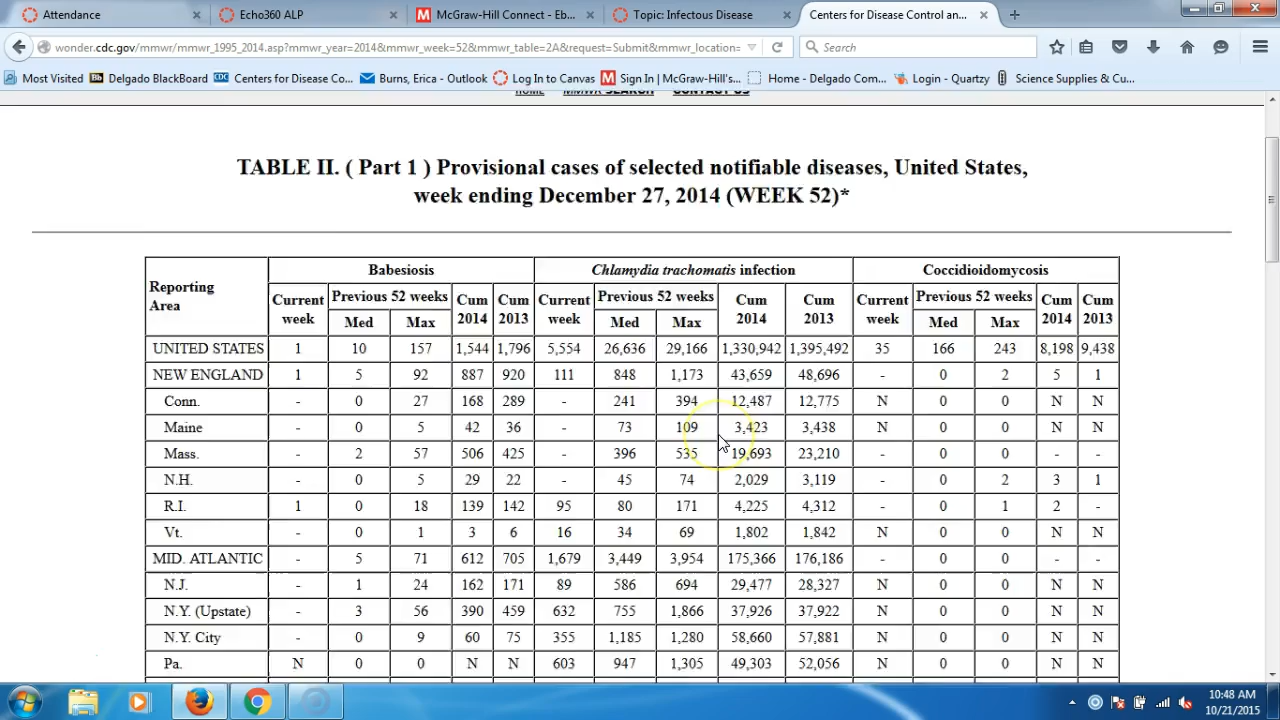 Attendance
Echo360 ALP
McGraw-Hill Connect - Eb...
Topic: Infectous Disease
Centers for Disease Control an...
wonder.cdc.gov/mmwr/mmwr_1995_2014.asp?mmwr_year=2014&mmwr_week=52&mmwr_table=2A&request=Submit&mmwr_location=
Search
Most Visited
Delgado BlackBoard
Centers for Disease Co...
Burns, Erica - Outlook
Log In to Canvas
Sign In | McGraw-Hill's...
Home - Delgado Com...
Login - Quartzy
Science Supplies & Cu...
HOME MMWR SEARCH CONTACT US
TABLE II. ( Part 1 ) Provisional cases of selected notifiable diseases, United States,
week ending December 27, 2014 (WEEK 52)*
Reporting Area Babesiosis Chlamydia trachomatis infection Coccidioidomycosis
Current week Previous 52 weeks Cum 2014 Cum 2013 Current week Previous 52 weeks Cum 2014 Cum 2013 Current week Previous 52 weeks Cum 2014 Cum 2013
Med Max Med Max Med Max
UNITED STATES 1 10 157 1,544 1,796 5,554 26,636 29,166 1,330,942 1,395,492 35 166 243 8,198 9,438
NEW ENGLAND 1 5 92 887 920 111 848 1,173 43,659 48,696 - 0 2 5 1
Conn. - 0 27 168 289 - 241 394 12,487 12,775 N 0 0 N N
Maine - 0 5 42 36 - 73 109 3,423 3,438 N 0 0 N N
Mass. - 2 57 506 425 - 396 535 19,693 23,210 - 0 0 - -
N.H. - 0 5 29 22 - 45 74 2,029 3,119 - 0 2 3 1
R.I. 1 0 18 139 142 95 80 171 4,225 4,312 - 0 1 2 -
Vt. - 0 1 3 6 16 34 69 1,802 1,842 N 0 0 N N
MID. ATLANTIC - 5 71 612 705 1,679 3,449 3,954 175,366 176,186 - 0 0 - -
N.J. - 1 24 162 171 89 586 694 29,477 28,327 N 0 0 N N
N.Y. (Upstate) - 3 56 390 459 632 755 1,866 37,926 37,922 N 0 0 N N
N.Y. City - 0 9 60 75 355 1,185 1,280 58,660 57,881 N 0 0 N N
Pa. N 0 0 N N 603 947 1,305 49,303 52,056 N 0 0 N N
10:48 AM
10/21/2015